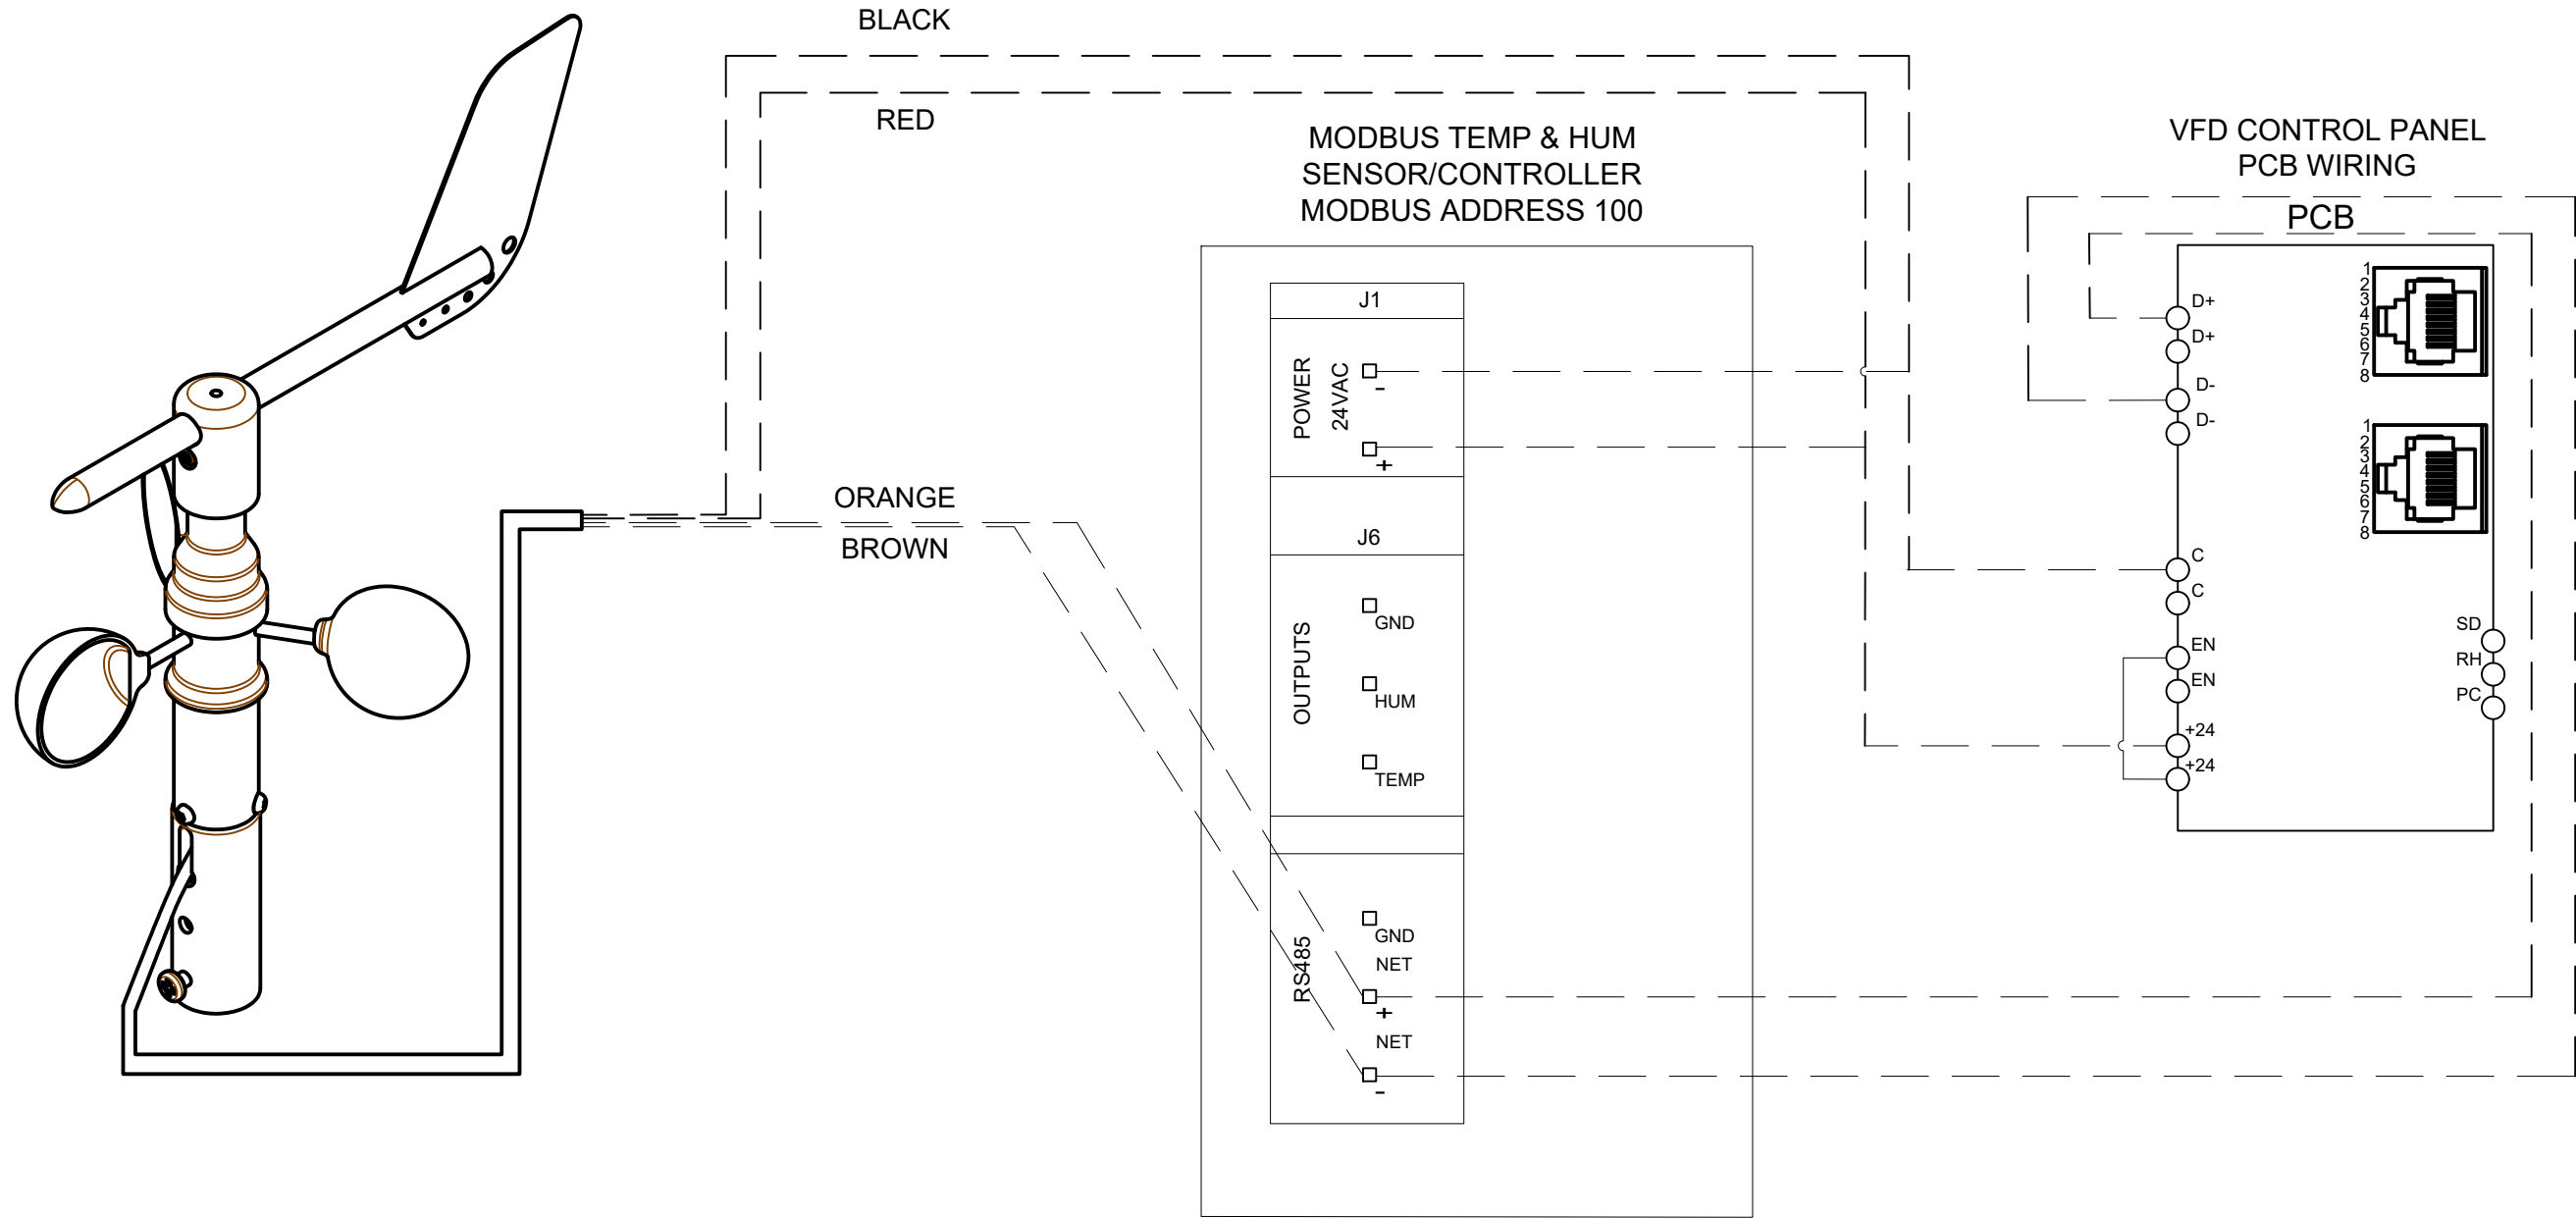 BLACK
RED
ORANGE
BROWN
MODBUS TEMP & HUM
SENSOR/CONTROLLER
MODBUS ADDRESS 100
J1
POWER
24VAC
-
+
J6
OUTPUTS
GND
HUM
TEMP
RS485
GND
NET
+
NET
-
VFD CONTROL PANEL
PCB WIRING
PCB
D+
D+
D-
D-
C
C
EN
EN
+24
+24
1
2
3
4
5
6
7
8
1
2
3
4
5
6
7
8
SD
RH
PC